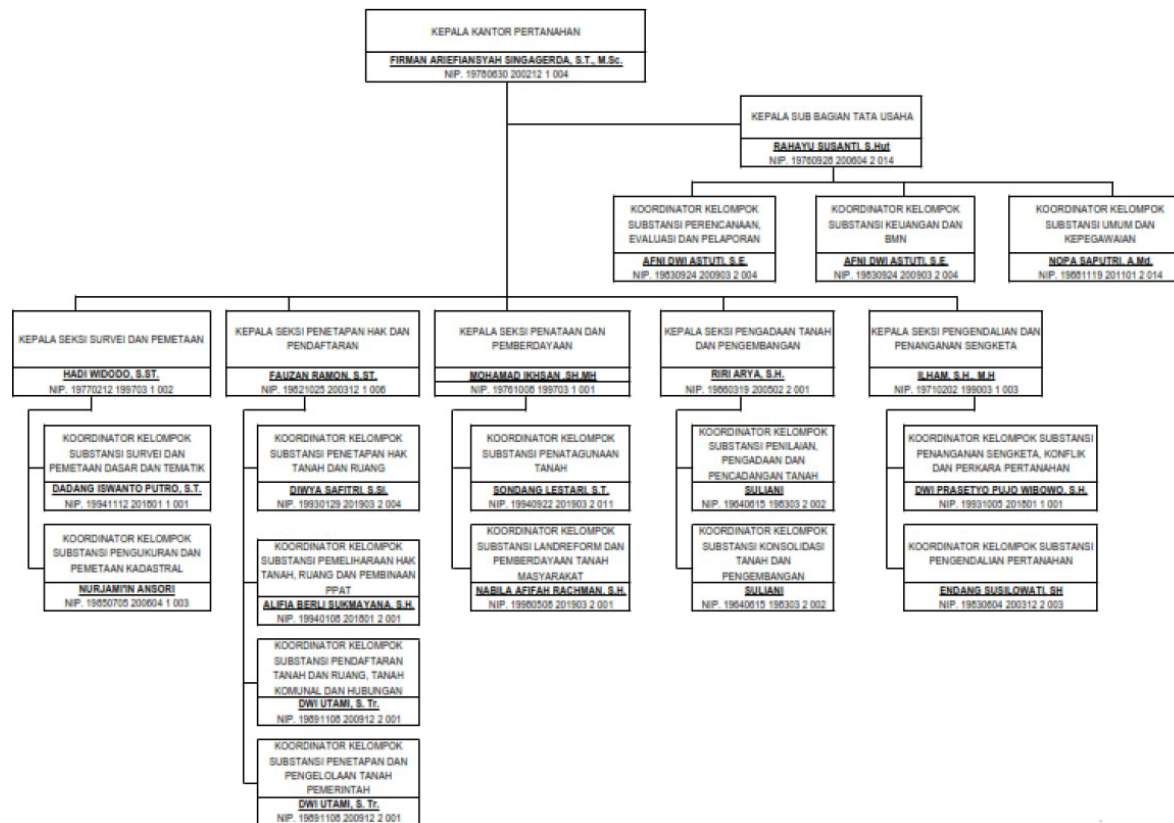 KEPALA KANTOR PERTANAHAN
FIRMAN ARIEFIANSYAH SINGAGERDA, S.T., M.Sc.
NIP. 19780630 200212 1 004
KEPALA SUB BAGIAN TATA USAHA
RAHAYU SUSANTI, S.Hut
NIP. 19760928 200604 2 014
KOORDINATOR KELOMPOK
SUBSTANSI PERENCANAAN,
EVALUASI DAN PELAPORAN
AFNI DWI ASTUTI, S.E.
NIP. 19830924 200903 2 004
KOORDINATOR KELOMPOK
SUBSTANSI KEUANGAN DAN
BMN
AFNI DWI ASTUTI, S.E.
NIP. 19830924 200903 2 004
KOORDINATOR KELOMPOK
SUBSTANSI UMUM DAN
KEPEGAWAIAN
NOPA SAPUTRI, A.Md.
NIP. 19881119 201101 2 014
KEPALA SEKSI SURVEI DAN PEMETAAN
HADI WIDODO, S.ST.
NIP. 19770212 199703 1 002
KOORDINATOR KELOMPOK
SUBSTANSI SURVEI DAN
PEMETAAN DASAR DAN TEMATIK
DADANG ISWANTO PUTRO, S.T.
NIP. 19941112 201801 1 001
KOORDINATOR KELOMPOK
SUBSTANSI PENGUKURAN DAN
PEMETAAN KADASTRAL
NURJAMI'IN ANSORI
NIP. 19850705 200604 1 003
KEPALA SEKSI PENETAPAN HAK DAN
PENDAFTARAN
FAUZAN RAMON, S.ST.
NIP. 19821025 200312 1 006
KOORDINATOR KELOMPOK
SUBSTANSI PENETAPAN HAK
TANAH DAN RUANG
DIWYA SAFITRI, S.SI.
NIP. 19930129 201903 2 004
KOORDINATOR KELOMPOK
SUBSTANSI PEMELIHARAAN HAK
TANAH, RUANG DAN PEMBINAAN
PPAT
ALIFIA BERLI SUKMAYANA, S.H.
NIP. 19940108 201801 2 001
KOORDINATOR KELOMPOK
SUBSTANSI PENDAFTARAN
TANAH DAN RUANG, TANAH
KOMUNAL DAN HUBUNGAN
DWI UTAMI, S. Tr.
NIP. 19891108 200912 2 001
KOORDINATOR KELOMPOK
SUBSTANSI PENETAPAN DAN
PENGELOLAAN TANAH
PEMERINTAH
DWI UTAMI, S. Tr.
NIP. 19891108 200912 2 001
KEPALA SEKSI PENATAAN DAN
PEMBERDAYAAN
MOHAMAD IKHSAN ,SH.MH
NIP. 19761008 199703 1 001
KOORDINATOR KELOMPOK
SUBSTANSI PENATAGUNAAN
TANAH
SONDANG LESTARI, S.T.
NIP. 19940922 201903 2 011
KOORDINATOR KELOMPOK
SUBSTANSI LANDREFORM DAN
PEMBERDAYAAN TANAH
MASYARAKAT
NABILA AFIFAH RACHMAN, S.H.
NIP. 19960508 201903 2 001
KEPALA SEKSI PENGADAAN TANAH
DAN PENGEMBANGAN
RIRI ARYA, S.H.
NIP. 19860319 200502 2 001
KOORDINATOR KELOMPOK
SUBSTANSI PENILAIAN,
PENGADAAN DAN
PENCADANGAN TANAH
SULIANI
NIP. 19640615 198303 2 002
KOORDINATOR KELOMPOK
SUBSTANSI KONSOLIDASI
TANAH DAN
PENGEMBANGAN
SULIANI
NIP. 19640615 198303 2 002
KEPALA SEKSI PENGENDALIAN DAN
PENANGANAN SENGKETA
ILHAM, S.H., M.H
NIP. 19710202 199003 1 003
KOORDINATOR KELOMPOK SUBSTANSI
PENANGANAN SENGKETA, KONFLIK
DAN PERKARA PERTANAHAN
DWI PRASETYO PUJO WIBOWO, S.H.
NIP. 19931005 201801 1 001
KOORDINATOR KELOMPOK SUBSTANSI
PENGENDALIAN PERTANAHAN
ENDANG SUSILOWATI, SH
NIP. 19830604 200312 2 003